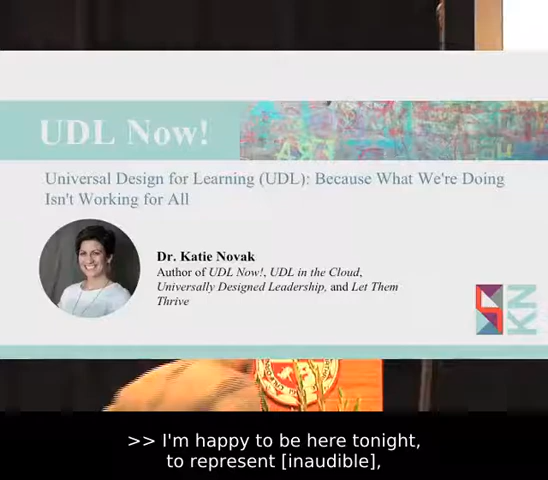 UDL Now!
Universal Design for Learning (UDL): Because What We're Doing
Isn't Working for All
Dr. Katie Novak
Author of UDL Now!, UDL in the Cloud,
Universally Designed Leadership, and Let Them
Thrive
KN
>> I'm happy to be here tonight,
to represent [inaudible],